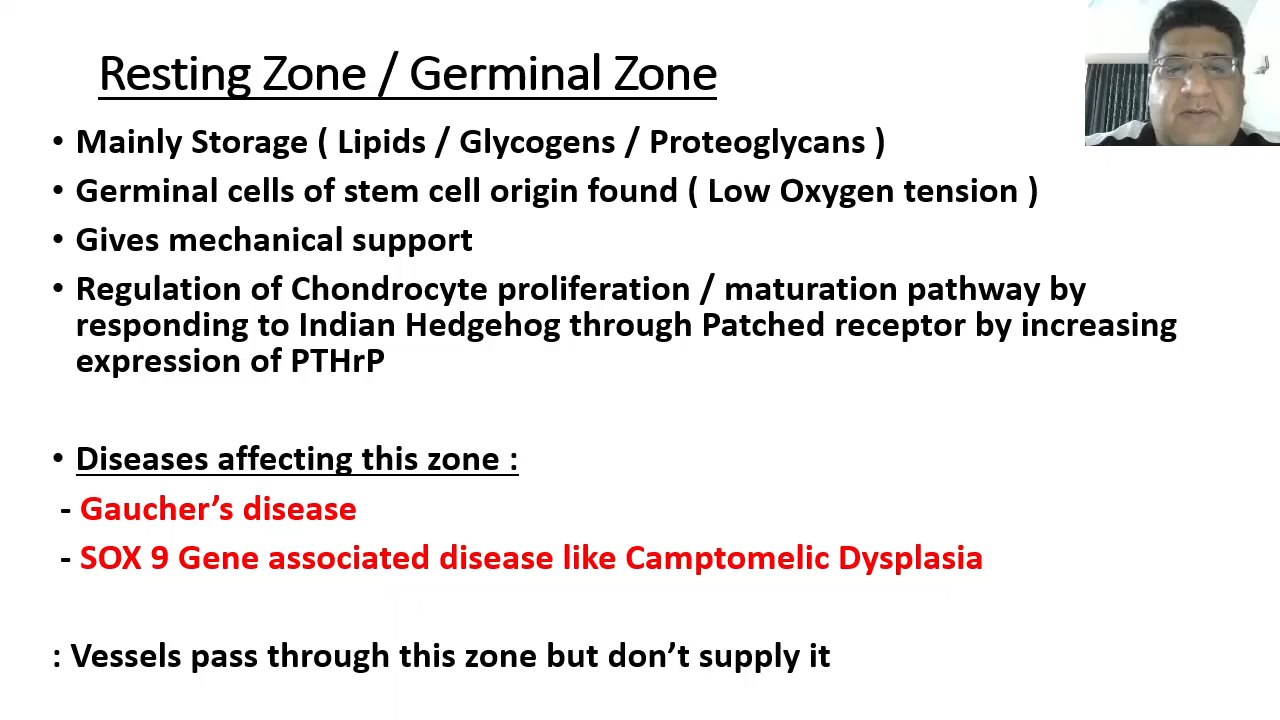 Resting Zone / Germinal Zone
• Mainly Storage ( Lipids / Glycogens / Proteoglycans )
• Germinal cells of stem cell origin found ( Low Oxygen tension )
• Gives mechanical support
• Regulation of Chondrocyte proliferation / maturation pathway by
responding to Indian Hedgehog through Patched receptor by increasing
expression of PTHrP
• Diseases affecting this zone :
- Gaucher’s disease
- SOX 9 Gene associated disease like Camptomelic Dysplasia
: Vessels pass through this zone but don’t supply it